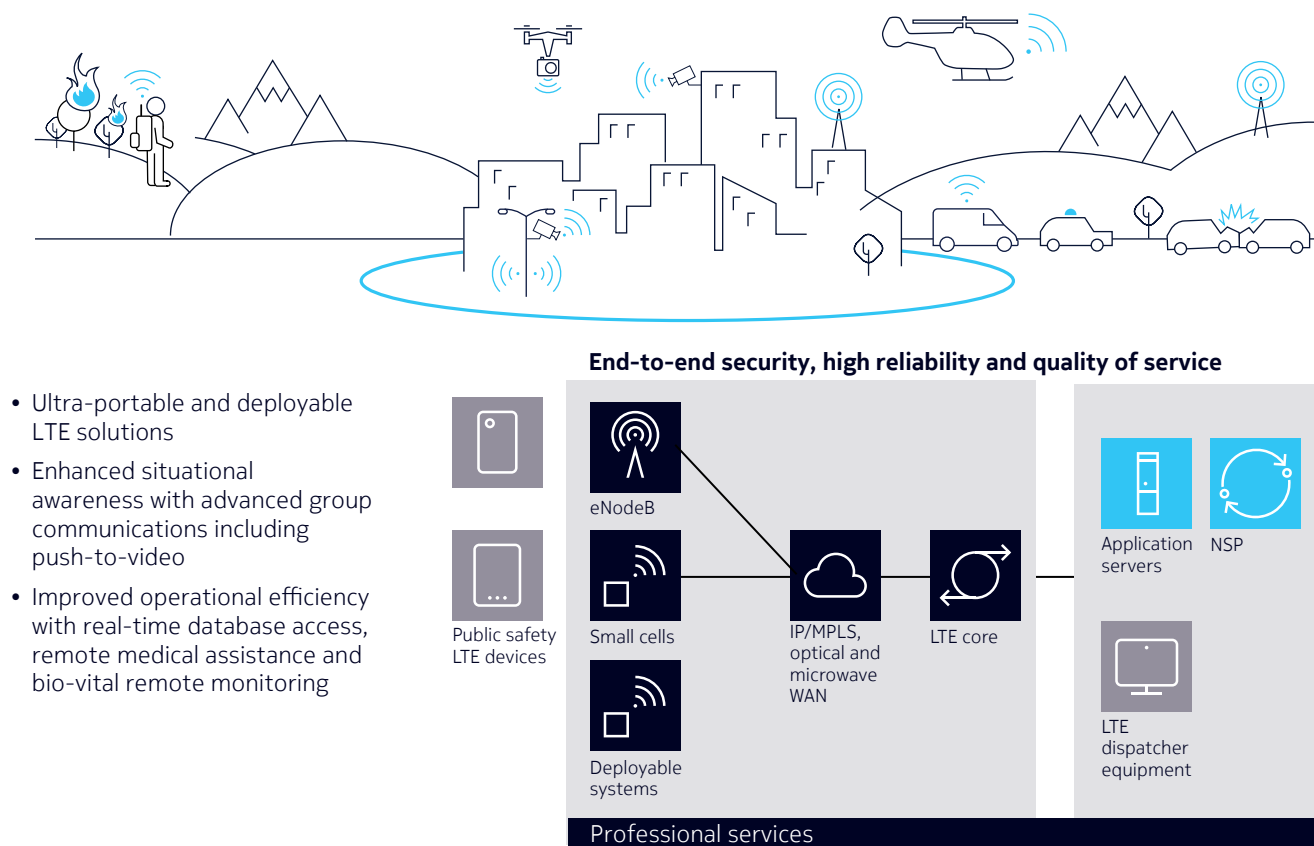 End-to-end security, high reliability and quality of service
• Ultra-portable and deployable
LTE solutions
• Enhanced situational
awareness with advanced group
communications including
push-to-video
• Improved operational efficiency
with real-time database access,
remote medical assistance and
bio-vital remote monitoring
Public safety
LTE devices
eNodeB
Small cells
Deployable
systems
IP/MPLS,
optical and
microwave
WAN
LTE core
Application
servers
NSP
LTE
dispatcher
equipment
Professional services